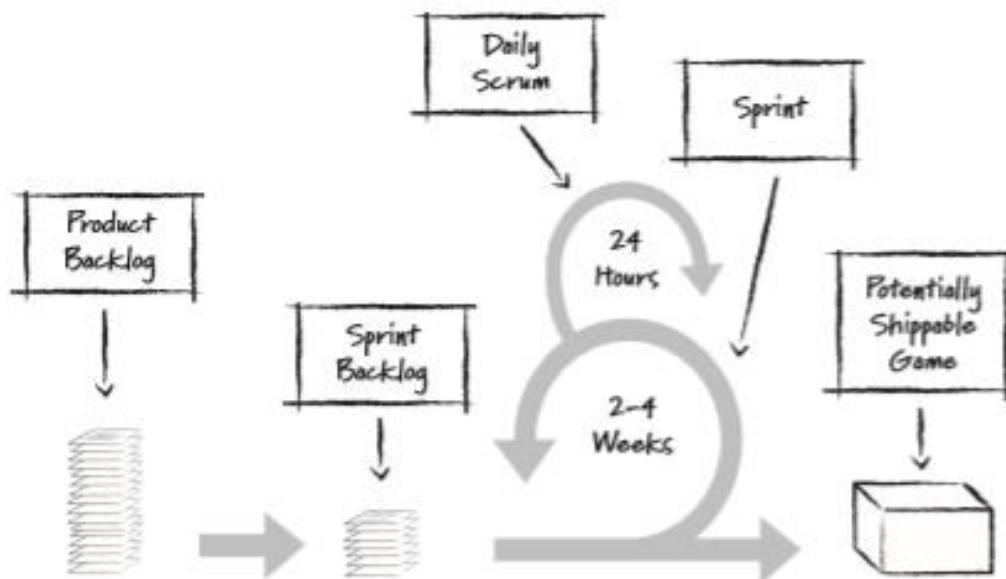 Daily
Scrum
Sprint
Product
Backlog
24
Hours
Potentially
Shippable
Game
Sprint
Backlog
2-4
Weeks